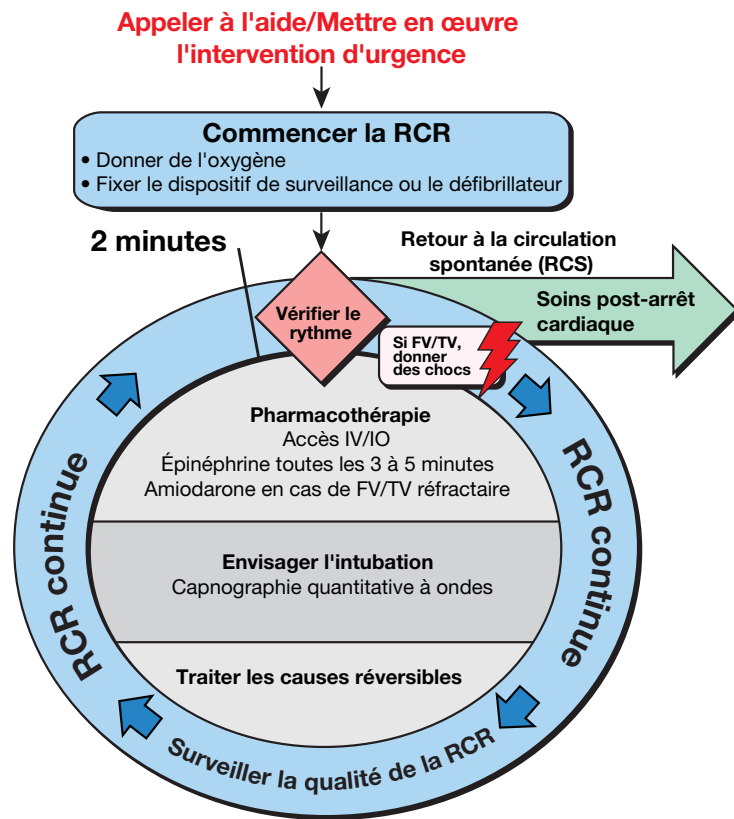 Appeler à l'aide/Mettre en œuvre
l'intervention d'urgence
Commencer la RCR
• Donner de l'oxygène
• Fixer le dispositif de surveillance ou le défibrillateur
2 minutes
Retour à la circulation
spontanée (RCS)
Soins post-arrêt
cardiaque
Vérifier le
rythme
Si FV/TV,
donner
des chocs
Pharmacothérapie
Accès IV/IO
Épinéphrine toutes les 3 à 5 minutes
Amiodarone en cas de FV/TV réfractaire
Envisager l'intubation
Capnographie quantitative à ondes
Traiter les causes réversibles
RCR continue
RCR continue
Surveiller la qualité de la RCR